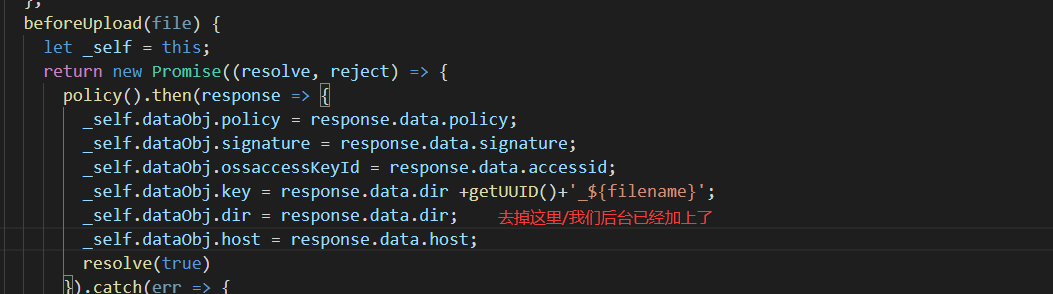 };
beforeUpload(file) {
let _self = this;
return new Promise((resolve, reject) => {
policy().then(response => {
_self.dataObj.policy = response.data.policy;
_self.dataObj.signature = response.data.signature;
_self.dataObj.ossaccessKeyId = response.data.accessid;
_self.dataObj.key = response.data.dir +getUUID()+'_${filename}';
_self.dataObj.dir = response.data.dir; 去掉这里/我们后台已经加上了
_self.dataObj.host = response.data.host;
resolve(true)
}).catch(err => {